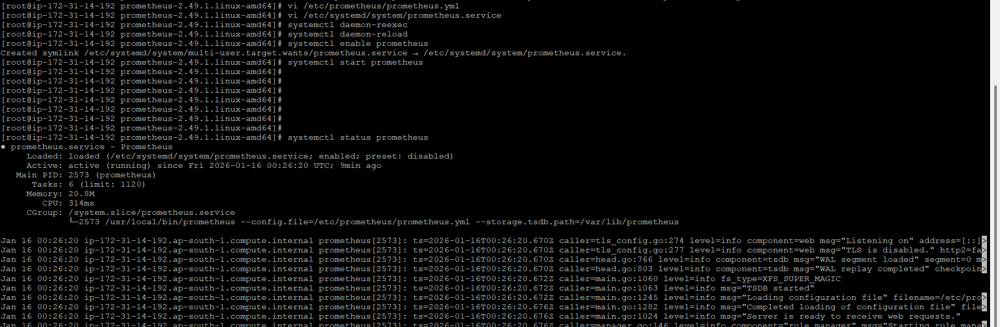 [root@ip-172-31-14-192 prometheus-2.49.1.linux-amd64]# vi /etc/prometheus/prometheus.yml
[root@ip-172-31-14-192 prometheus-2.49.1.linux-amd64]# vi /etc/systemd/system/prometheus.service
[root@ip-172-31-14-192 prometheus-2.49.1.linux-amd64]# systemctl daemon-reexec
[root@ip-172-31-14-192 prometheus-2.49.1.linux-amd64]# systemctl daemon-reload
[root@ip-172-31-14-192 prometheus-2.49.1.linux-amd64]# systemctl enable prometheus
Created symlink /etc/systemd/system/multi-user.target.wants/prometheus.service → /etc/systemd/system/prometheus.service.
[root@ip-172-31-14-192 prometheus-2.49.1.linux-amd64]# systemctl start prometheus
[root@ip-172-31-14-192 prometheus-2.49.1.linux-amd64]#
[root@ip-172-31-14-192 prometheus-2.49.1.linux-amd64]#
[root@ip-172-31-14-192 prometheus-2.49.1.linux-amd64]#
[root@ip-172-31-14-192 prometheus-2.49.1.linux-amd64]#
[root@ip-172-31-14-192 prometheus-2.49.1.linux-amd64]#
[root@ip-172-31-14-192 prometheus-2.49.1.linux-amd64]#
[root@ip-172-31-14-192 prometheus-2.49.1.linux-amd64]#
[root@ip-172-31-14-192 prometheus-2.49.1.linux-amd64]# systemctl status prometheus
● prometheus.service - Prometheus
Loaded: loaded (/etc/systemd/system/prometheus.service; enabled; preset: disabled)
Active: active (running) since Fri 2026-01-16 00:26:20 UTC; 9min ago
Main PID: 2573 (prometheus)
Tasks: 6 (limit: 1120)
Memory: 20.8M
CPU: 314ms
CGroup: /system.slice/prometheus.service
└─2573 /usr/local/bin/prometheus --config.file=/etc/prometheus/prometheus.yml --storage.tsdb.path=/var/lib/prometheus
Jan 16 00:26:20 ip-172-31-14-192.ap-south-1.compute.internal prometheus[2573]: ts=2026-01-16T00:26:20.670Z caller=tls_config.go:274 level=info component=web msg="Listening on" address=[::]>
Jan 16 00:26:20 ip-172-31-14-192.ap-south-1.compute.internal prometheus[2573]: ts=2026-01-16T00:26:20.670Z caller=tls_config.go:277 level=info component=web msg="TLS is disabled." http2=fa>
Jan 16 00:26:20 ip-172-31-14-192.ap-south-1.compute.internal prometheus[2573]: ts=2026-01-16T00:26:20.670Z caller=head.go:766 level=info component=tsdb msg="WAL segment loaded" segment=0 m>
Jan 16 00:26:20 ip-172-31-14-192.ap-south-1.compute.internal prometheus[2573]: ts=2026-01-16T00:26:20.670Z caller=head.go:803 level=info component=tsdb msg="WAL replay completed" checkpoin>
Jan 16 00:26:20 ip-172-31-14-192.ap-south-1.compute.internal prometheus[2573]: ts=2026-01-16T00:26:20.672Z caller=main.go:1060 level=info fs_type=XFS_SUPER_MAGIC
Jan 16 00:26:20 ip-172-31-14-192.ap-south-1.compute.internal prometheus[2573]: ts=2026-01-16T00:26:20.672Z caller=main.go:1063 level=info msg="TSDB started"
Jan 16 00:26:20 ip-172-31-14-192.ap-south-1.compute.internal prometheus[2573]: ts=2026-01-16T00:26:20.672Z caller=main.go:1245 level=info msg="Loading configuration file" filename=/etc/pro>
Jan 16 00:26:20 ip-172-31-14-192.ap-south-1.compute.internal prometheus[2573]: ts=2026-01-16T00:26:20.676Z caller=main.go:1282 level=info msg="Completed loading of configuration file" file>
Jan 16 00:26:20 ip-172-31-14-192.ap-south-1.compute.internal prometheus[2573]: ts=2026-01-16T00:26:20.676Z caller=main.go:1024 level=info msg="Server is ready to receive web requests."
Jan 16 00:26:20 ip-172-31-14-192.ap-south-1.compute.internal prometheus[2573]: ts=2026-01-16T00:26:20.676Z caller=manager.go:146 level=info component="rule manager" msg="Starting rule mana>